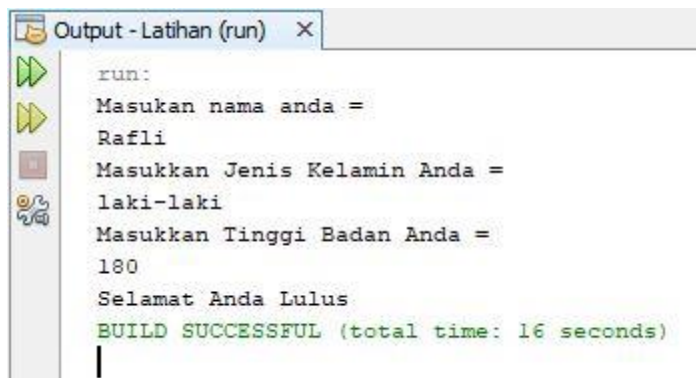 Output - Latihan (run)
run:
Masukan nama anda =
Rafli
Masukkan Jenis Kelamin Anda =
laki-laki
Masukkan Tinggi Badan Anda =
180
Selamat Anda Lulus
BUILD SUCCESSFUL (total time: 16 seconds)